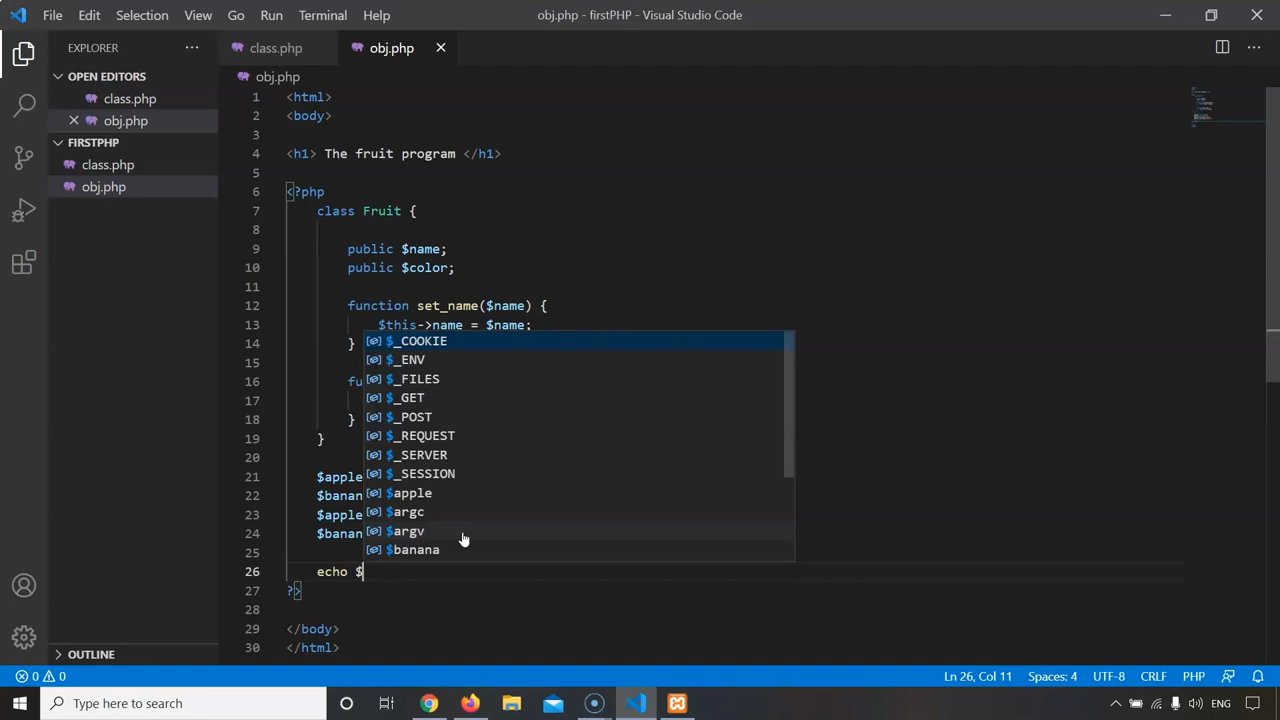 File Edit Selection View Go Run Terminal Help
obj.php - firstPHP - Visual Studio Code
EXPLORER
OPEN EDITORS
class.php
obj.php
FIRSTPHP
class.php
obj.php
OUTLINE
class.php obj.php
obj.php
1 <html>
2 <body>
3
4 <h1> The fruit program </h1>
5
6 <?php
7 class Fruit {
8
9 public $name;
10 public $color;
11
12 function set_name($name) {
13 $this->name = $name;
14 }
15
16 fu
17
18 }
19 }
20
21 $apple
22 $banan
23 $apple
24 $banan
25
26 echo $
27 ?>
28
29 </body>
30 </html>
$_COOKIE
$_ENV
$_FILES
$_GET
$_POST
$_REQUEST
$_SERVER
$_SESSION
$apple
$argc
$argv
$banana
0 0
Ln 26, Col 11 Spaces: 4 UTF-8 CRLF PHP
Type here to search
ENG